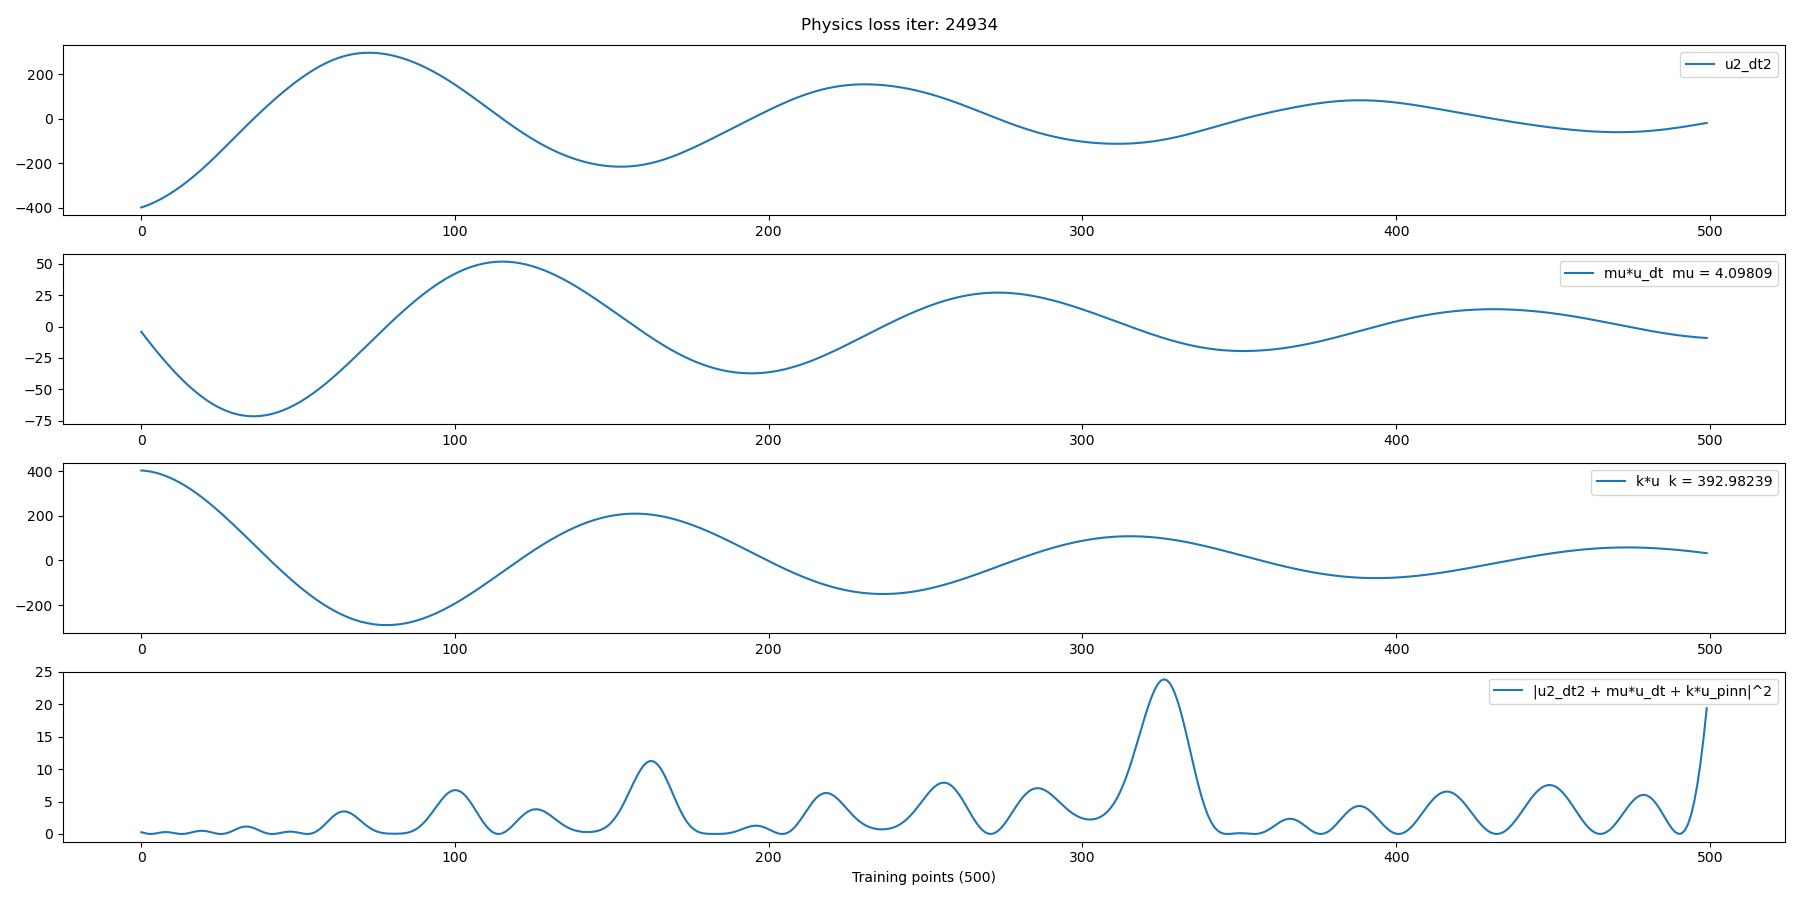 Physics loss iter: 24934
u2_dt2
200
0
−200
−400
0 100 200 300 400 500
mu*u_dt  mu = 4.09809
50
25
0
−25
−50
−75
0 100 200 300 400 500
k*u  k = 392.98239
400
200
0
−200
0 100 200 300 400 500
|u2_dt2 + mu*u_dt + k*u_pinn|^2
25
20
15
10
5
0
0 100 200 300 400 500
Training points (500)